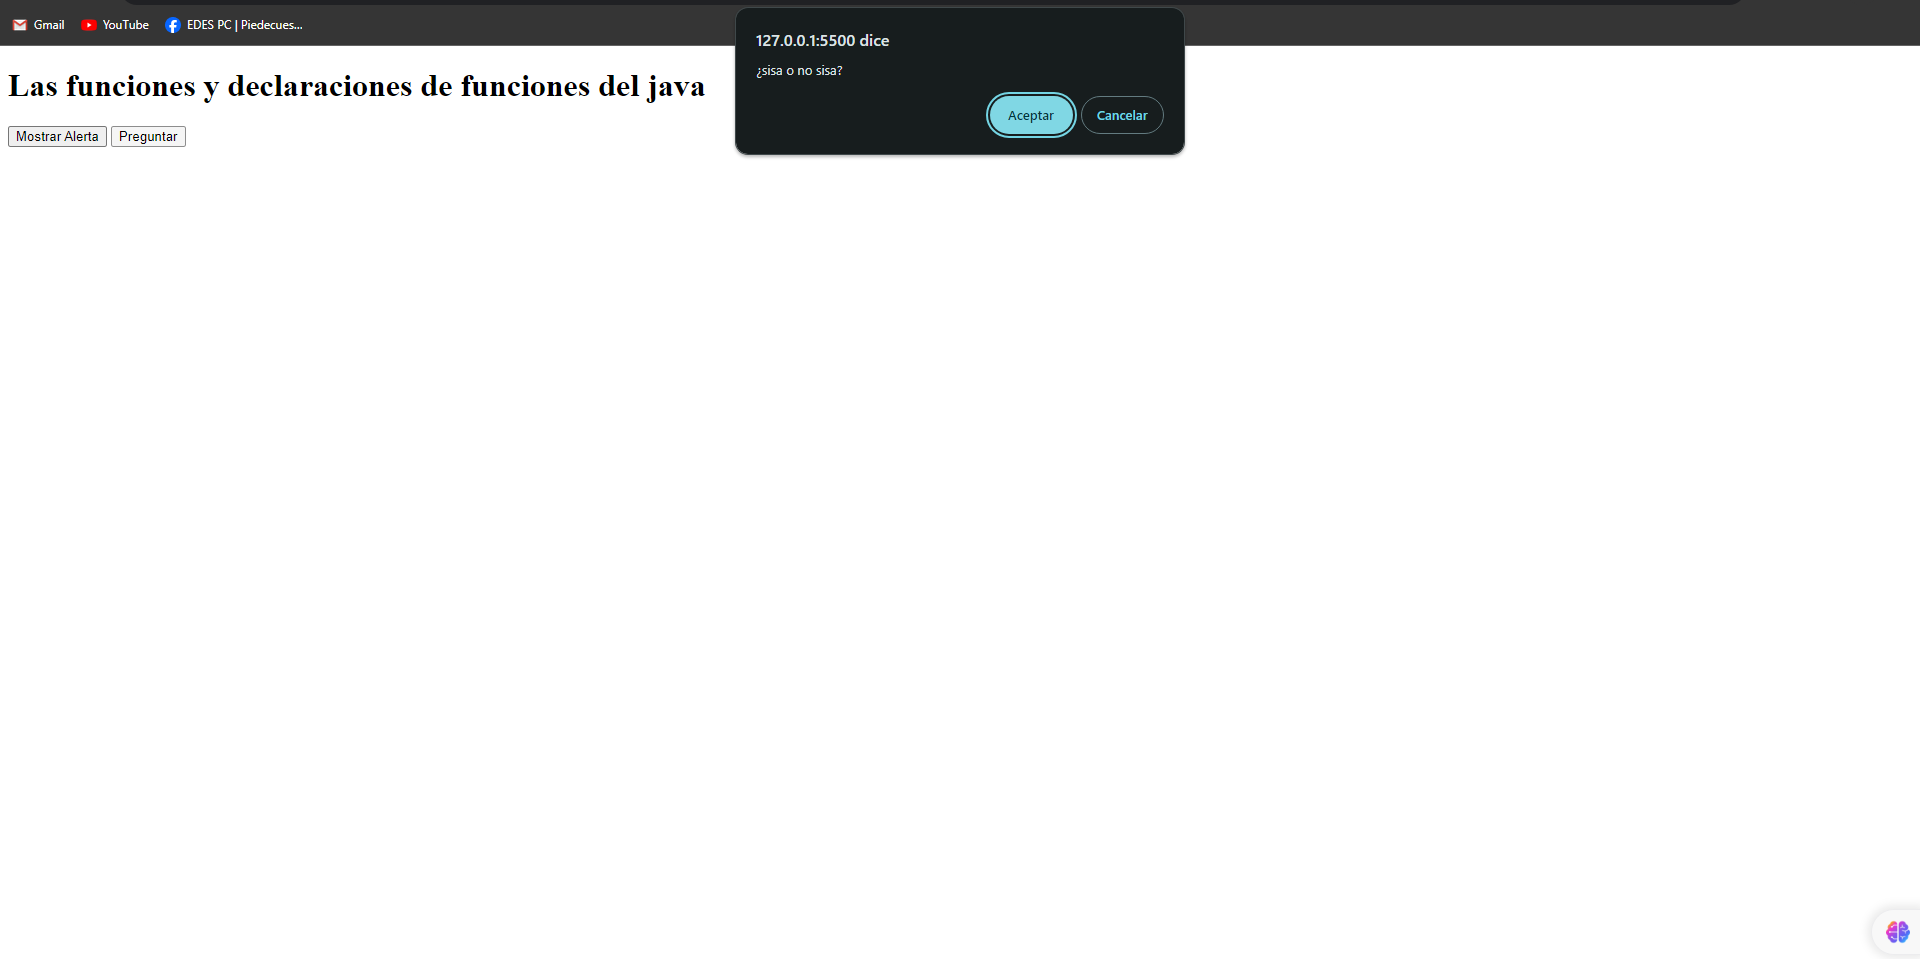 Gmail YouTube EDES PC | Piedecues...
127.0.0.1:5500 dice
¿sisa o no sisa?
Aceptar Cancelar
Las funciones y declaraciones de funciones del java
Mostrar Alerta Preguntar